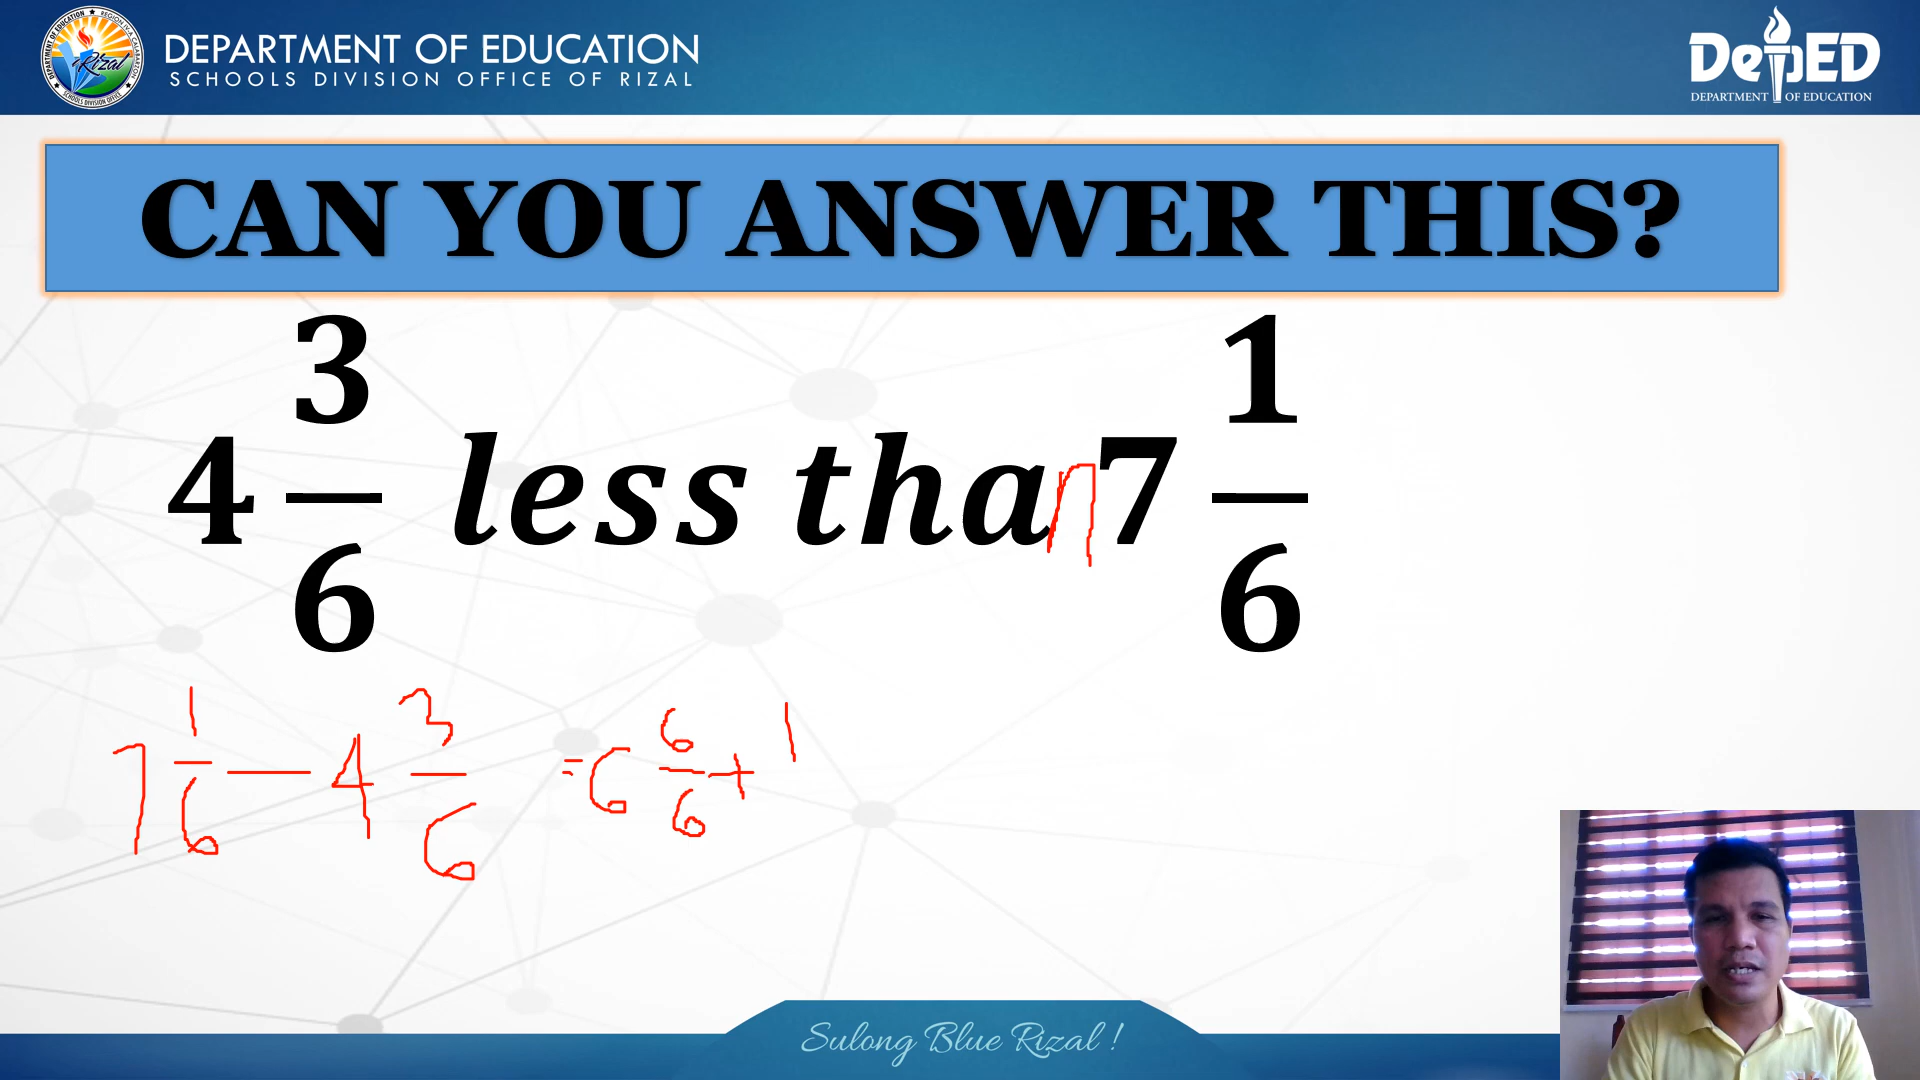 DEPARTMENT OF EDUCATION
SCHOOLS DIVISION OFFICE OF RIZAL
DepED
DEPARTMENT OF EDUCATION
CAN YOU ANSWER THIS?
4 3/6 less than 7 1/6
7 1/6 — 4 3/6 = 6 6/6 + 1
Sulong Blue Rizal !